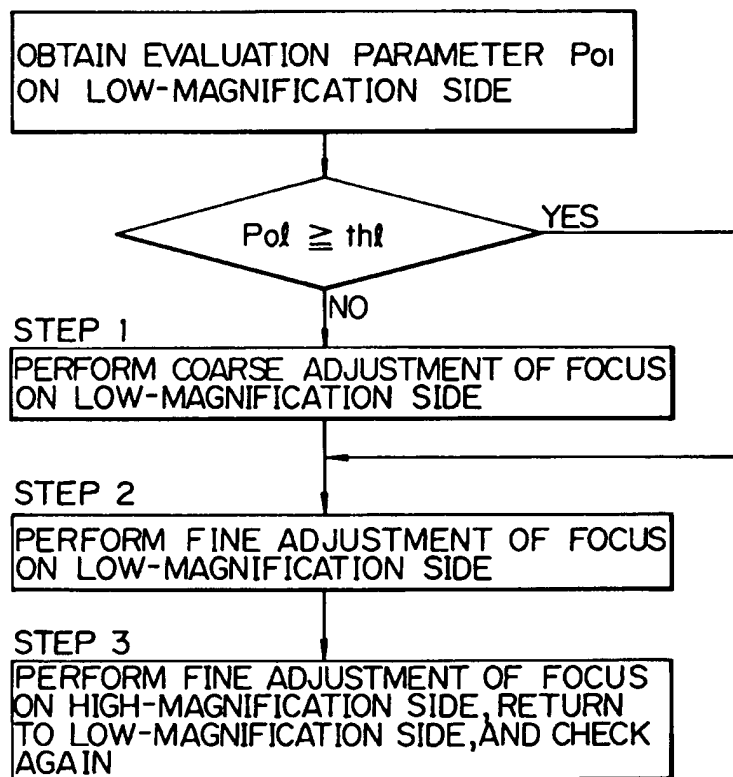 OBTAIN EVALUATION PARAMETER Pol
ON LOW-MAGNIFICATION SIDE
Pol ≧ thl
YES
NO
STEP 1
PERFORM COARSE ADJUSTMENT OF FOCUS
ON LOW-MAGNIFICATION SIDE
STEP 2
PERFORM FINE ADJUSTMENT OF FOCUS
ON LOW-MAGNIFICATION SIDE
STEP 3
PERFORM FINE ADJUSTMENT OF FOCUS
ON HIGH-MAGNIFICATION SIDE, RETURN
TO LOW-MAGNIFICATION SIDE, AND CHECK
AGAIN